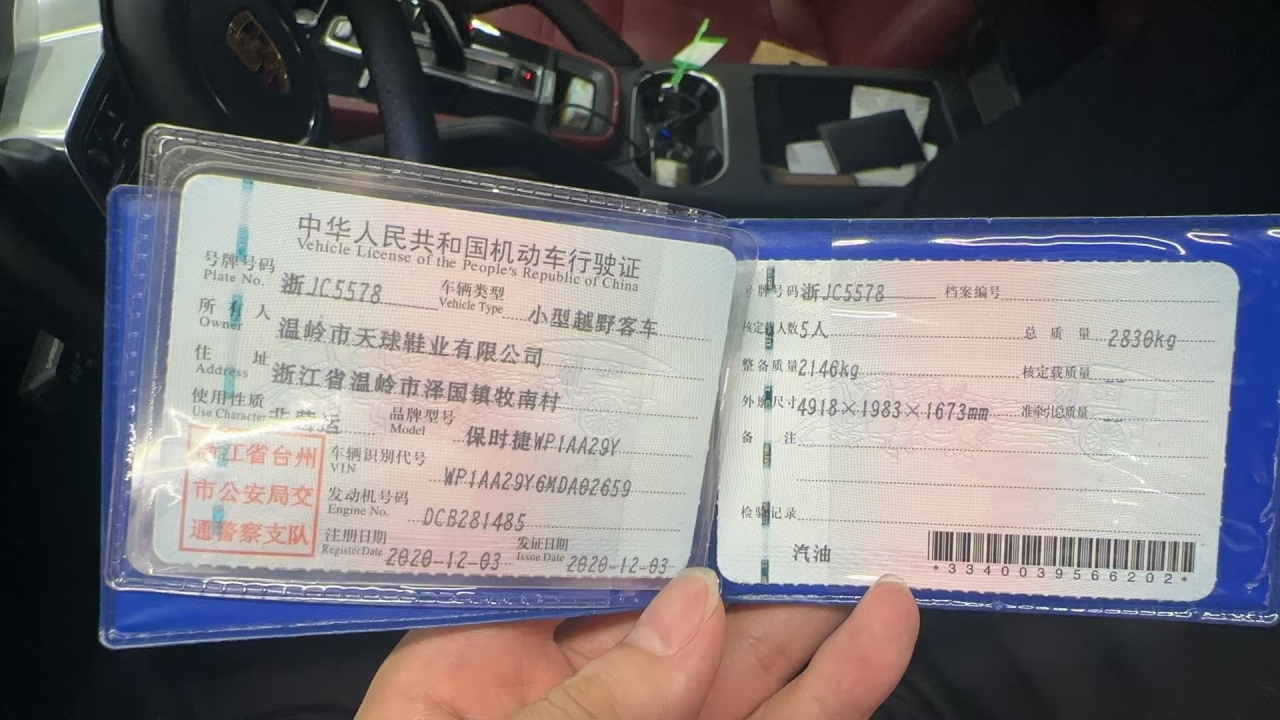 中华人民共和国机动车行驶证
Vehicle License of the People's Republic of China
号牌号码 浙JC5578 车辆类型 小型越野客车
Plate No. Vehicle Type
所有人 温岭市天球鞋业有限公司
Owner
住址 浙江省温岭市泽国镇牧南村
Address
使用性质 非营运 品牌型号 保时捷WP1AA29Y
Use Character Model
浙江省台州
市公安局交
通警察支队
车辆识别代号 WP1AA29Y6MDA02659
VIN
发动机号码 DCB281485
Engine No.
注册日期 2020-12-03 发证日期 2020-12-03
Register Date Issue Date
号牌号码 浙JC5578 档案编号
核定载人数 5人 总质量 2830kg
整备质量 2146kg 核定载质量 --
外廓尺寸 4918×1983×1673mm 准牵引总质量 --
备注
检验记录
汽油
*3340039566202*